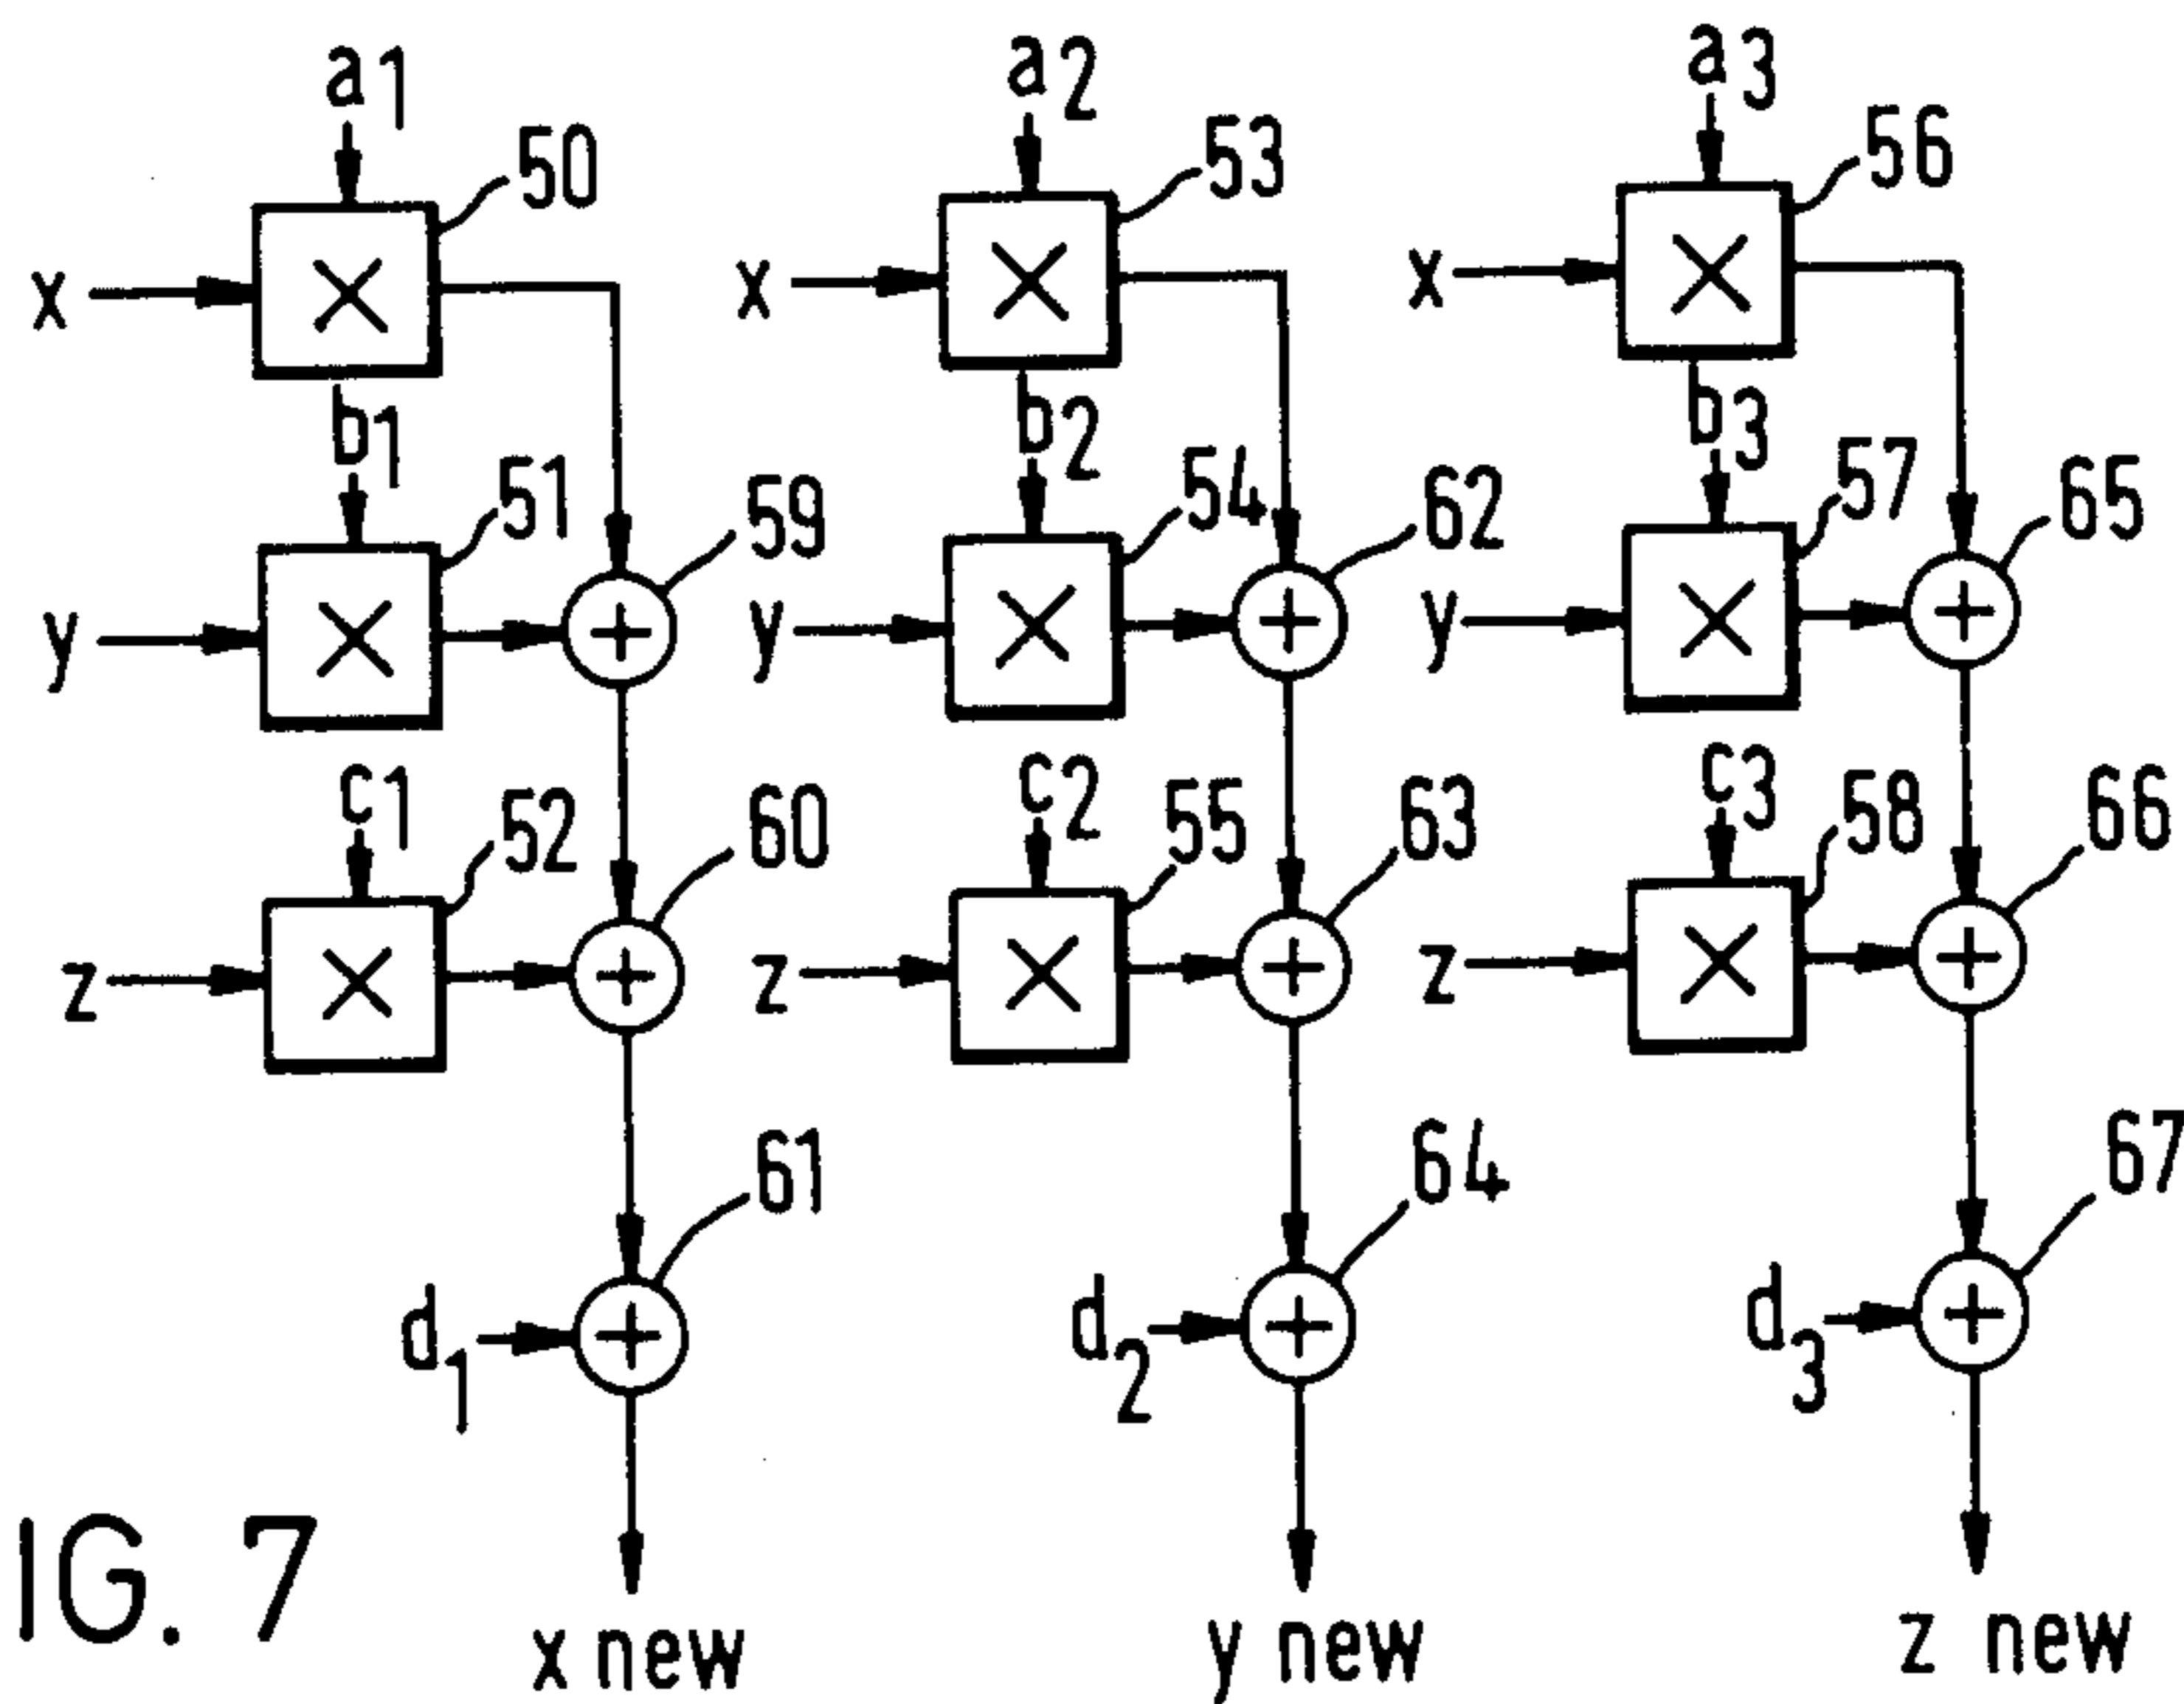 a1 a2 a3
50 53 56
x x x
b1 b2 b3
51 59 54 62 57 65
y y y
c1 c2 c3
52 60 55 63 58 66
z z z
61 64 67
d1 d2 d3
IG. 7
x new y new z new